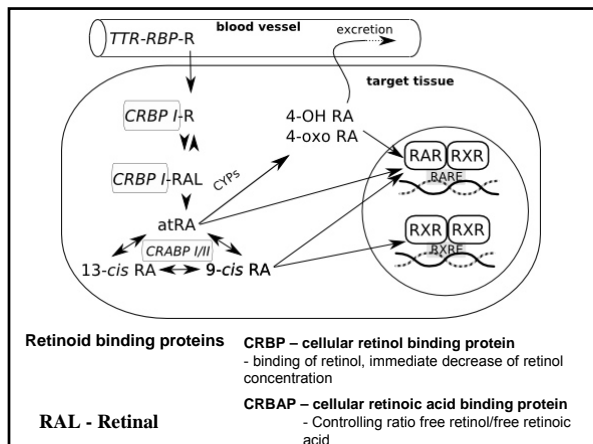 blood vessel
TTR-RBP-R
excretion
target tissue
CRBP I-R
4-OH RA
4-oxo RA
RAR RXR
RARE
CRBP I-RAL
CYPs
atRA
RXR RXR
RXRE
CRABP I/II
13-cis RA
9-cis RA
Retinoid binding proteins
CRBP – cellular retinol binding protein
- binding of retinol, immediate decrease of retinol
concentration
CRBAP – cellular retinoic acid binding protein
- Controlling ratio free retinol/free retinoic
acid
RAL - Retinal